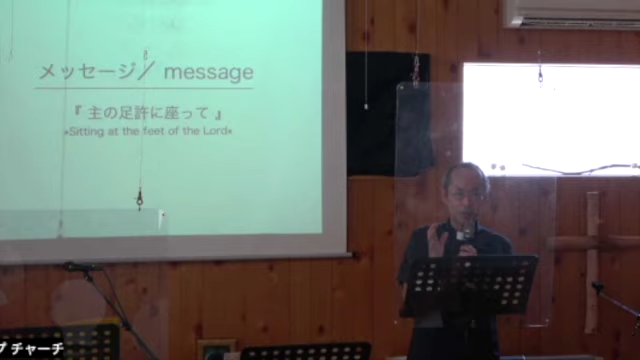 メッセージ／ message
『 主の足許に座って 』
«Sitting at the feet of the Lord»
プ チャーチ